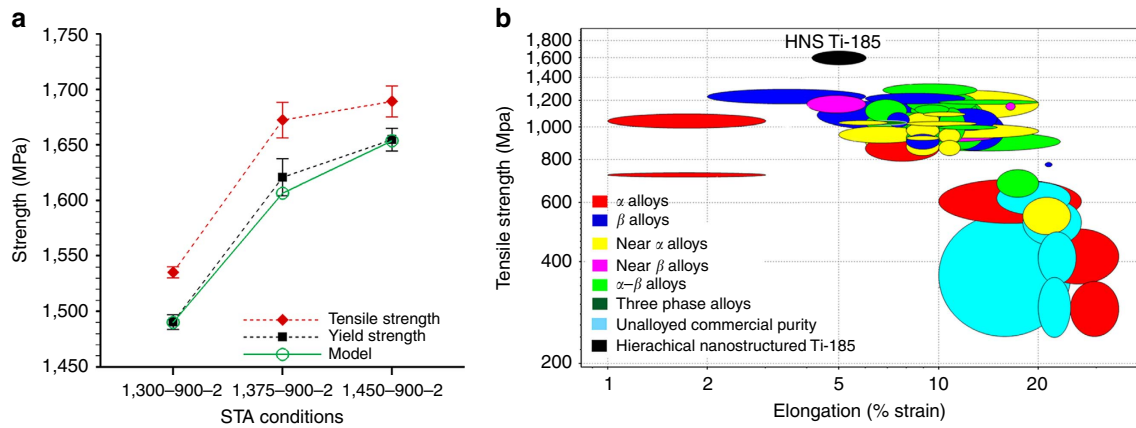 a
1,750
1,700
1,650
1,600
1,550
1,500
1,450
Strength (MPa)
Tensile strength
Yield strength
Model
1,300–900–2
1,375–900–2
1,450–900–2
STA conditions
b
HNS Ti-185
1,800
1,600
1,400
1,200
1,000
800
600
400
200
Tensile strength (Mpa)
α alloys
β alloys
Near α alloys
Near β alloys
α–β alloys
Three phase alloys
Unalloyed commercial purity
Hierachical nanostructured Ti-185
1
2
5
10
20
Elongation (% strain)